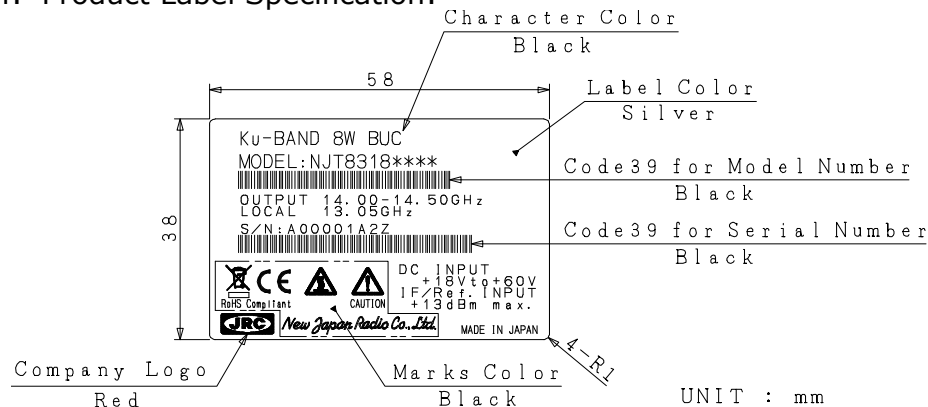 Product Label Specification.
Character Color
Black
58
Label Color
Silver
Ku-BAND 8W BUC
MODEL:NJT8318****
Code39 for Model Number
Black
OUTPUT 14.00-14.50GHz
LOCAL 13.05GHz
38
S/N:A00001A2Z
Code39 for Serial Number
Black
CE
DC INPUT
+18Vto+60V
IF/Ref. INPUT
+13dBm max.
RoHS Compliant
CAUTION
JRC New Japan Radio Co., Ltd.
MADE IN JAPAN
4-R1
Company Logo
Red
Marks Color
Black
UNIT : mm